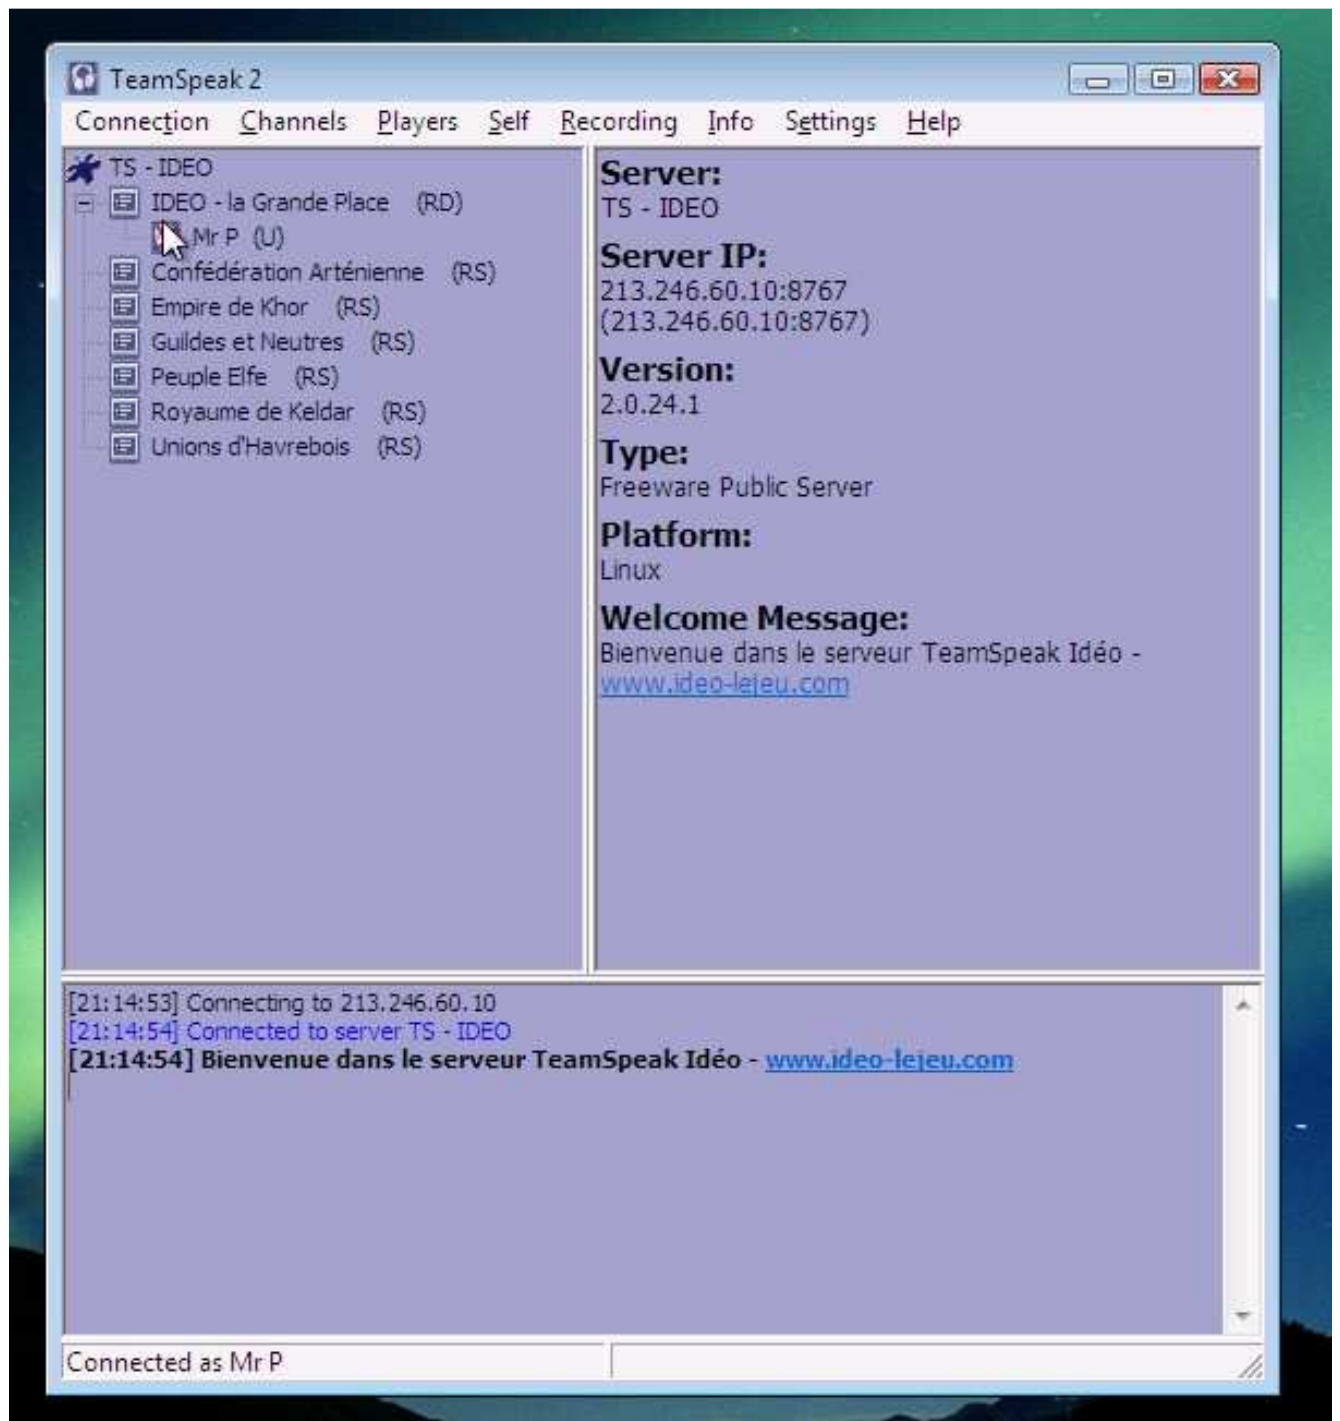 TeamSpeak 2
Connection Channels Players Self Recording Info Settings Help
TS - IDEO
IDEO - la Grande Place (RD)
Mr P (U)
Confédération Arténienne (RS)
Empire de Khor (RS)
Guildes et Neutres (RS)
Peuple Elfe (RS)
Royaume de Keldar (RS)
Unions d'Havrebois (RS)
Server:
TS - IDEO
Server IP:
213.246.60.10:8767
(213.246.60.10:8767)
Version:
2.0.24.1
Type:
Freeware Public Server
Platform:
Linux
Welcome Message:
Bienvenue dans le serveur TeamSpeak Idéo -
www.ideo-lejeu.com
[21:14:53] Connecting to 213.246.60.10
[21:14:54] Connected to server TS - IDEO
[21:14:54] Bienvenue dans le serveur TeamSpeak Idéo - www.ideo-lejeu.com
Connected as Mr P